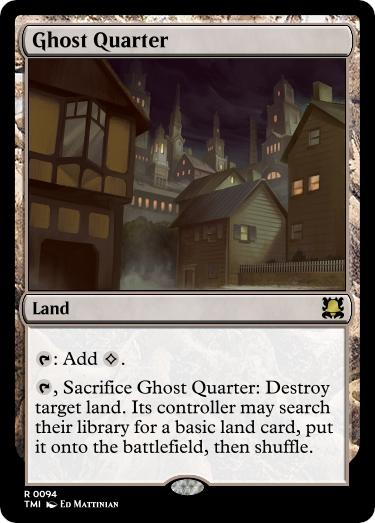 Ghost Quarter
Land
: Add .
, Sacrifice Ghost Quarter: Destroy
target land. Its controller may search
their library for a basic land card, put
it onto the battlefield, then shuffle.
R 0094
TMI Ed Mattinian